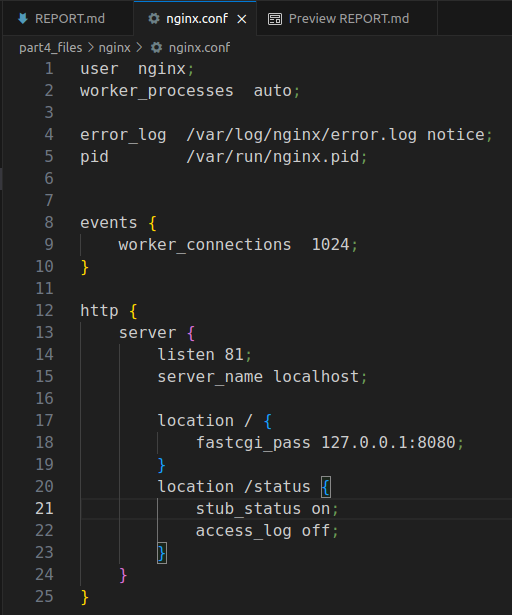 REPORT.md nginx.conf × Preview REPORT.md
part4_files > nginx > nginx.conf
1 user  nginx;
2 worker_processes  auto;
3
4 error_log  /var/log/nginx/error.log notice;
5 pid        /var/run/nginx.pid;
6
7
8 events {
9     worker_connections  1024;
10 }
11
12 http {
13     server {
14         listen 81;
15         server_name localhost;
16
17         location / {
18             fastcgi_pass 127.0.0.1:8080;
19         }
20         location /status {
21             stub_status on;
22             access_log off;
23         }
24     }
25 }